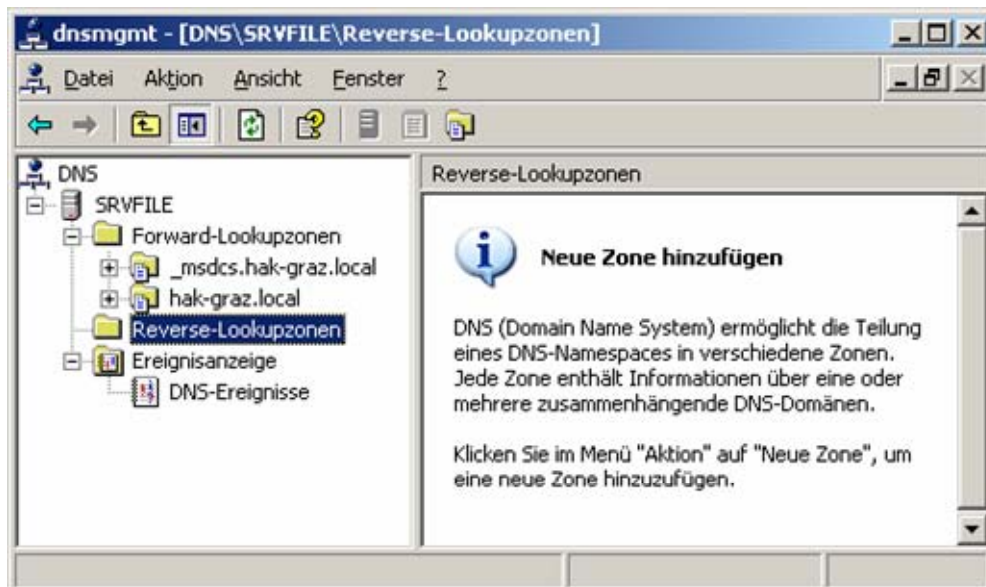 dnsmgmt - [DNS\SRVFILE\Reverse-Lookupzonen]
Datei Aktion Ansicht Fenster ?
DNS
SRVFILE
Forward-Lookupzonen
_msdcs.hak-graz.local
hak-graz.local
Reverse-Lookupzonen
Ereignisanzeige
DNS-Ereignisse
Reverse-Lookupzonen
Neue Zone hinzufügen
DNS (Domain Name System) ermöglicht die Teilung
eines DNS-Namespaces in verschiedene Zonen.
Jede Zone enthält Informationen über eine oder
mehrere zusammenhängende DNS-Domänen.
Klicken Sie im Menü "Aktion" auf "Neue Zone", um
eine neue Zone hinzuzufügen.